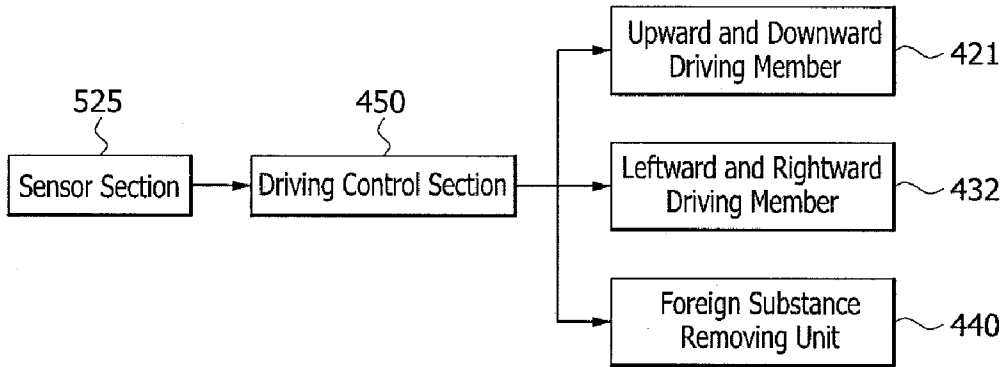 525
Sensor Section
450
Driving Control Section
Upward and Downward
Driving Member
421
Leftward and Rightward
Driving Member
432
Foreign Substance
Removing Unit
440